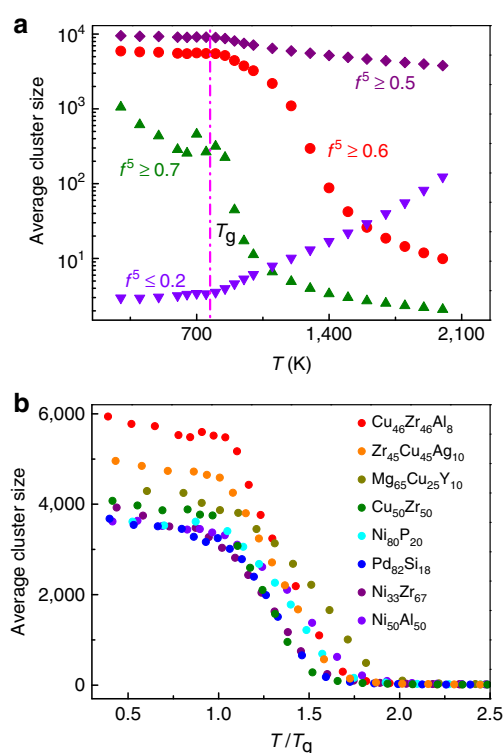 a
10⁴
10³
10²
10¹
Average cluster size
f⁵ ≥ 0.5
f⁵ ≥ 0.6
f⁵ ≥ 0.7
f⁵ ≤ 0.2
Tg
700
1,400
2,100
T (K)
b
6,000
4,000
2,000
0
Average cluster size
Cu₄₆Zr₄₆Al₈
Zr₄₅Cu₄₅Ag₁₀
Mg₆₅Cu₂₅Y₁₀
Cu₅₀Zr₅₀
Ni₈₀P₂₀
Pd₈₂Si₁₈
Ni₃₃Zr₆₇
Ni₅₀Al₅₀
0.5
1.0
1.5
2.0
2.5
T/Tg